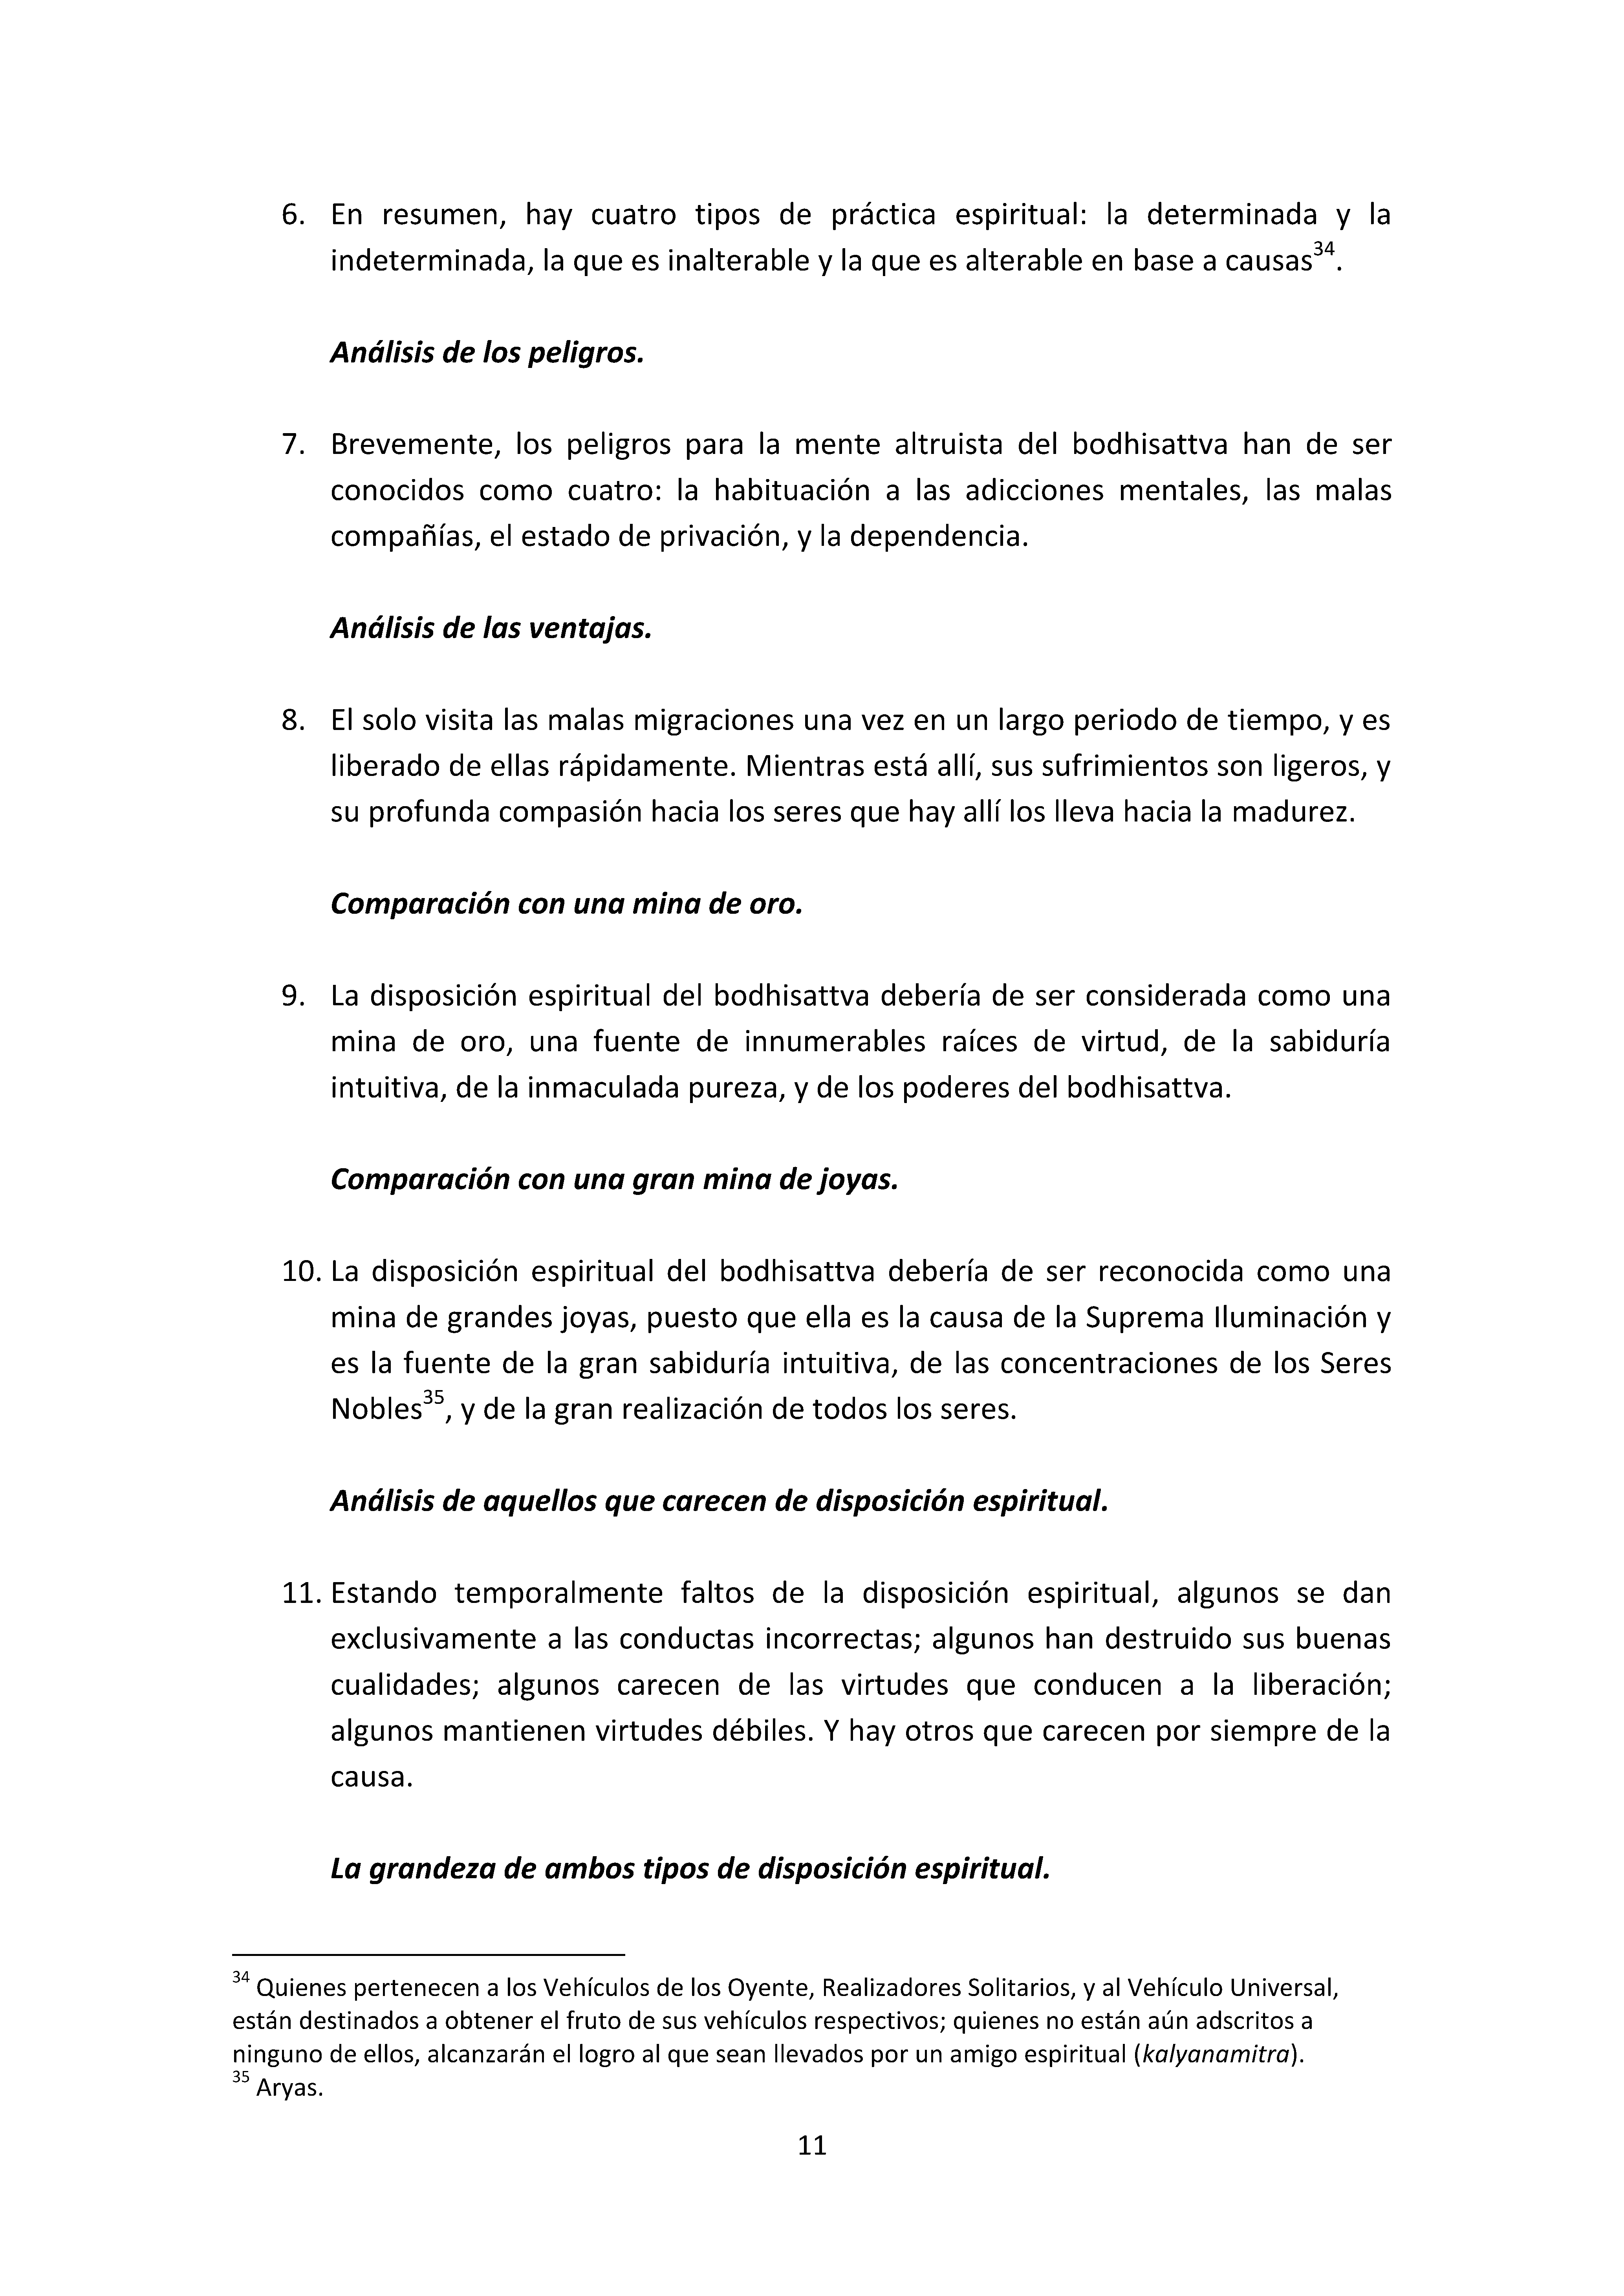 6. En resumen, hay cuatro tipos de práctica espiritual: la determinada y la
indeterminada, la que es inalterable y la que es alterable en base a causas34.
Análisis de los peligros.
7. Brevemente, los peligros para la mente altruista del bodhisattva han de ser
conocidos como cuatro: la habituación a las adicciones mentales, las malas
compañías, el estado de privación, y la dependencia.
Análisis de las ventajas.
8. El solo visita las malas migraciones una vez en un largo periodo de tiempo, y es
liberado de ellas rápidamente. Mientras está allí, sus sufrimientos son ligeros, y
su profunda compasión hacia los seres que hay allí los lleva hacia la madurez.
Comparación con una mina de oro.
9. La disposición espiritual del bodhisattva debería de ser considerada como una
mina de oro, una fuente de innumerables raíces de virtud, de la sabiduría
intuitiva, de la inmaculada pureza, y de los poderes del bodhisattva.
Comparación con una gran mina de joyas.
10. La disposición espiritual del bodhisattva debería de ser reconocida como una
mina de grandes joyas, puesto que ella es la causa de la Suprema Iluminación y
es la fuente de la gran sabiduría intuitiva, de las concentraciones de los Seres
Nobles35, y de la gran realización de todos los seres.
Análisis de aquellos que carecen de disposición espiritual.
11. Estando temporalmente faltos de la disposición espiritual, algunos se dan
exclusivamente a las conductas incorrectas; algunos han destruido sus buenas
cualidades; algunos carecen de las virtudes que conducen a la liberación;
algunos mantienen virtudes débiles. Y hay otros que carecen por siempre de la
causa.
La grandeza de ambos tipos de disposición espiritual.
34 Quienes pertenecen a los Vehículos de los Oyente, Realizadores Solitarios, y al Vehículo Universal,
están destinados a obtener el fruto de sus vehículos respectivos; quienes no están aún adscritos a
ninguno de ellos, alcanzarán el logro al que sean llevados por un amigo espiritual (kalyanamitra).
35 Aryas.
11